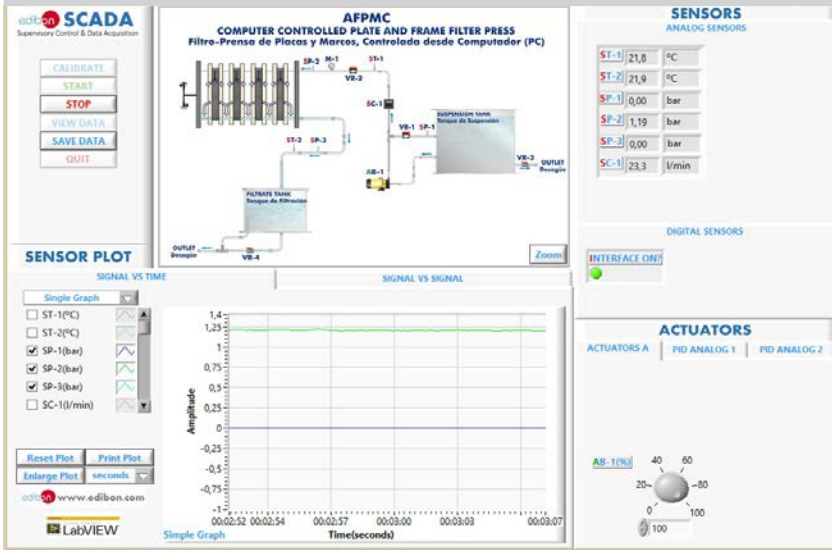 edibon SCADA
Supervisory Control & Data Acquisition
CALIBRATE
START
STOP
VIEW DATA
SAVE DATA
QUIT
AFPMC
COMPUTER CONTROLLED PLATE AND FRAME FILTER PRESS
Filtro-Prensa de Placas y Marcos, Controlada desde Computador (PC)
SP-2 M-1 ST-1
VR-2
SC-1
SUSPENSION TANK
Tanque de Suspensión
VR-1 SP-1
ST-2 SP-3
VR-3 OUTLET
Desagüe
AB-1
FILTRATE TANK
Tanque de Filtración
OUTLET
Desagüe
VR-4
Zoom
SENSORS
ANALOG SENSORS
ST-1 21,8 ºC
ST-2 21,9 ºC
SP-1 0,00 bar
SP-2 1,19 bar
SP-3 0,00 bar
SC-1 23,3 l/min
DIGITAL SENSORS
INTERFACE ON?
SENSOR PLOT
SIGNAL VS TIME
SIGNAL VS SIGNAL
Single Graph
ST-1(ºC)
ST-2(ºC)
SP-1(bar)
SP-2(bar)
SP-3(bar)
SC-1(l/min)
Reset Plot Print Plot
Enlarge Plot seconds
edibon www.edibon.com
LabVIEW
Amplitude
1,4
1,25
1
0,75
0,5
0,25
0
-0,25
-0,5
-0,75
-1
00:02:52 00:02:54 00:02:57 00:03:00 00:03:03 00:03:07
Simple Graph
Time(seconds)
ACTUATORS
ACTUATORS A PID ANALOG 1 PID ANALOG 2
AB-1(%)
40 60
20 80
0 100
100